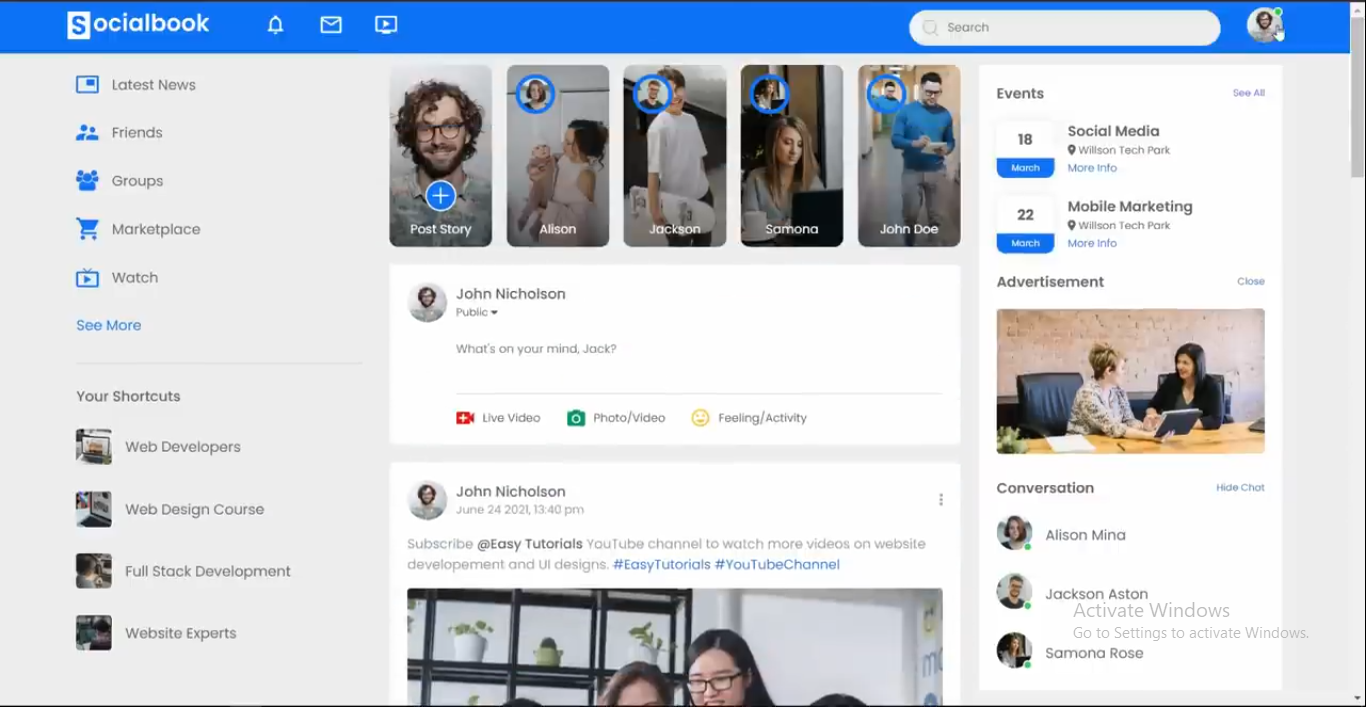 Socialbook
Search
Latest News
Friends
Groups
Marketplace
Watch
See More
Your Shortcuts
Web Developers
Web Design Course
Full Stack Development
Website Experts
Post Story
Alison
Jackson
Samona
John Doe
John Nicholson
Public
What's on your mind, Jack?
Live Video
Photo/Video
Feeling/Activity
John Nicholson
June 24 2021, 13:40 pm
Subscribe @Easy Tutorials YouTube channel to watch more videos on website
developement and UI designs. #EasyTutorials #YouTubeChannel
Events
See All
18
March
Social Media
Willson Tech Park
More Info
22
March
Mobile Marketing
Willson Tech Park
More Info
Advertisement
Close
Conversation
Hide Chat
Alison Mina
Jackson Aston
Samona Rose
Activate Windows
Go to Settings to activate Windows.